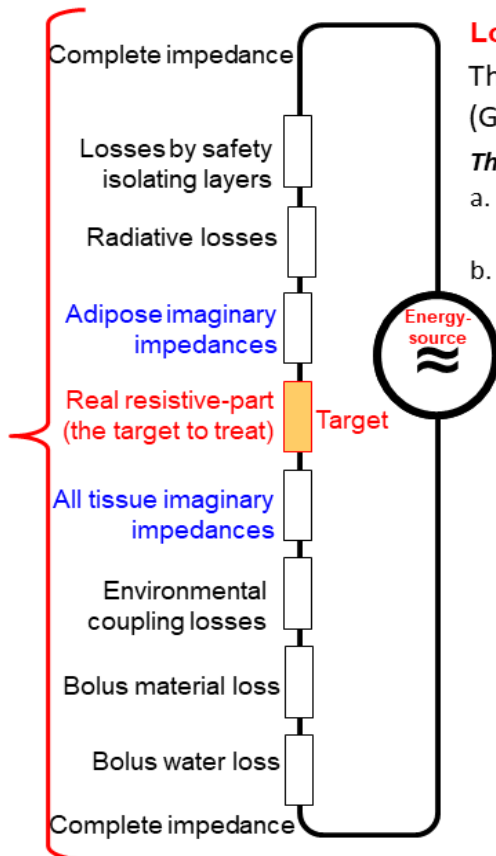 Complete impedance
Losses by safety
isolating layers
Radiative losses
Adipose imaginary
impedances
Real resistive-part
(the target to treat)
Target
All tissue imaginary
impedances
Environmental
coupling losses
Bolus material loss
Bolus water loss
Complete impedance
Energy-
source
≈
Lo
Th
(G
Th
a.
b.